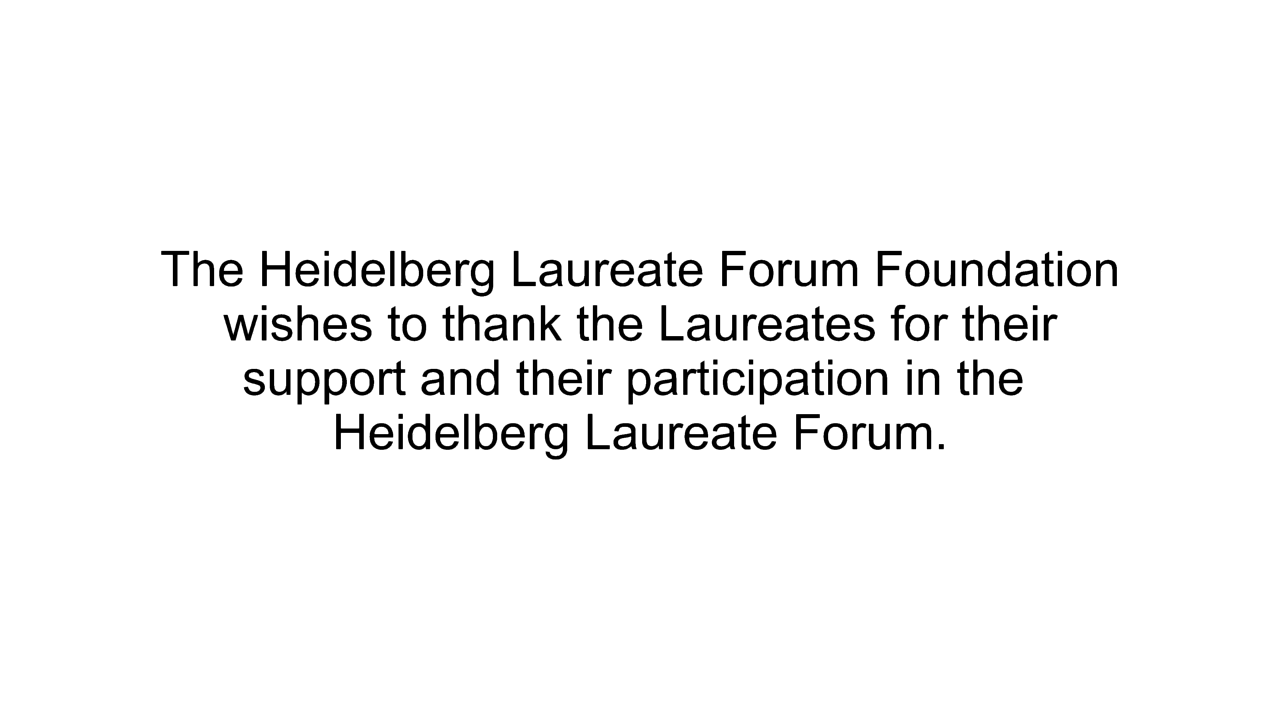 The Heidelberg Laureate Forum Foundation
wishes to thank the Laureates for their
support and their participation in the
Heidelberg Laureate Forum.